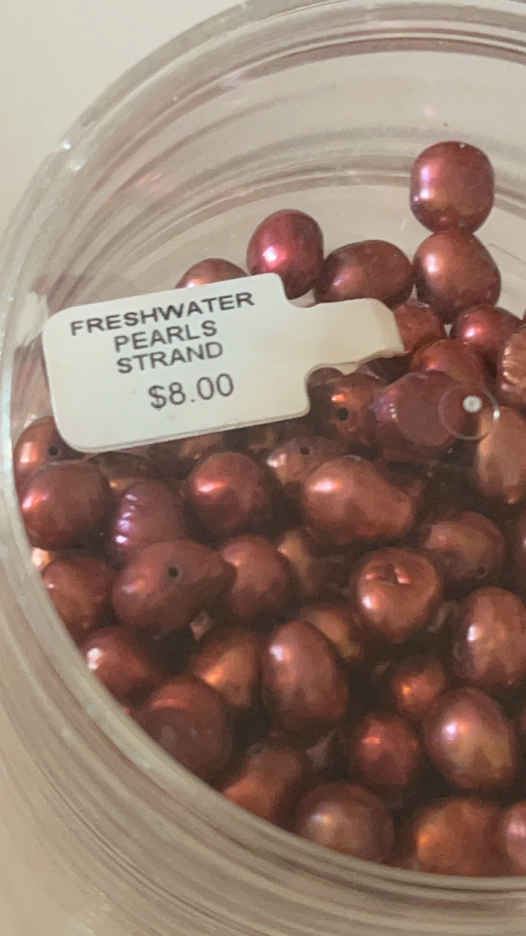 FRESHWATER
PEARLS
STRAND
$8.00